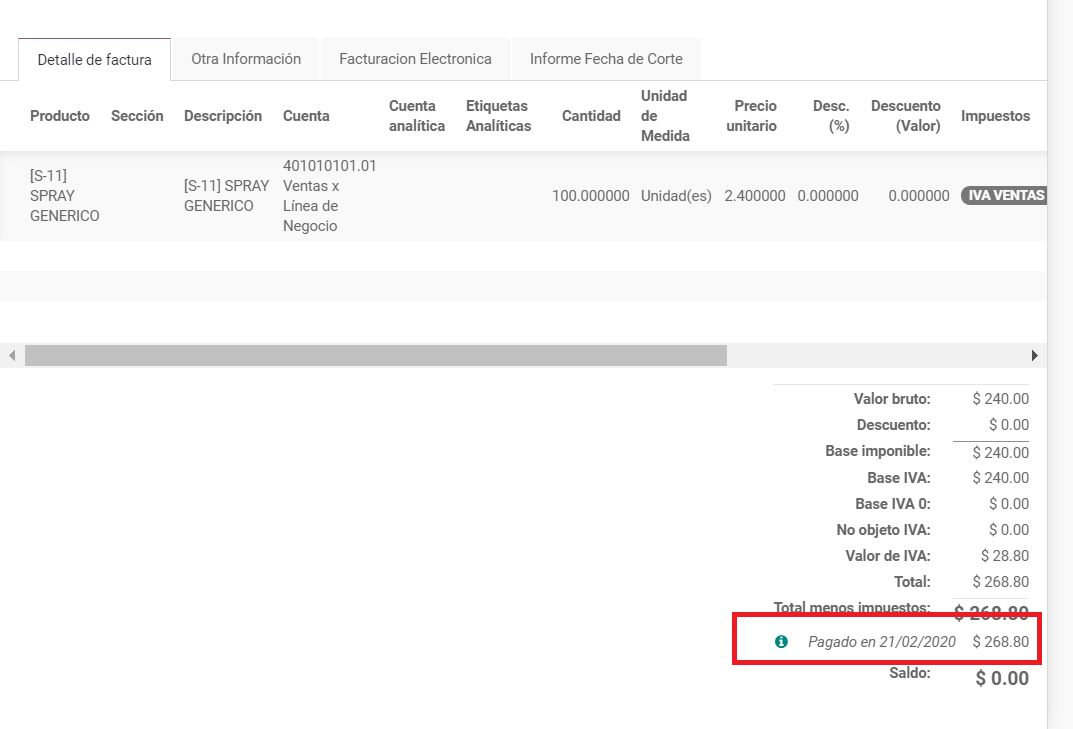 Detalle de factura Otra Información Facturacion Electronica Informe Fecha de Corte
Producto Sección Descripción Cuenta Cuenta analítica Etiquetas Analíticas Cantidad Unidad de Medida Precio unitario Desc. (%) Descuento (Valor) Impuestos
[S-11] SPRAY GENERICO [S-11] SPRAY GENERICO 401010101.01 Ventas x Línea de Negocio 100.000000 Unidad(es) 2.400000 0.000000 0.000000 IVA VENTAS
Valor bruto: $ 240.00
Descuento: $ 0.00
Base imponible: $ 240.00
Base IVA: $ 240.00
Base IVA 0: $ 0.00
No objeto IVA: $ 0.00
Valor de IVA: $ 28.80
Total: $ 268.80
Total menos impuestos: $ 268.80
Pagado en 21/02/2020 $ 268.80
Saldo: $ 0.00